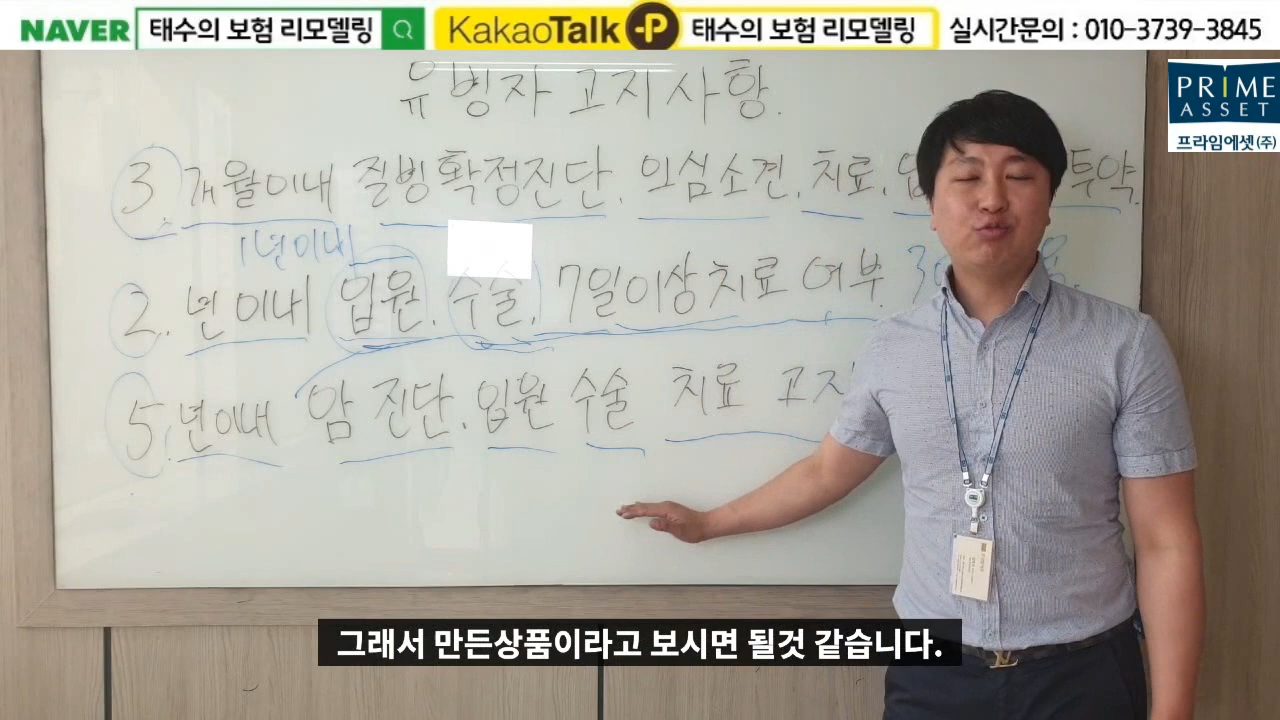 NAVER 태수의 보험 리모델링 KakaoTalk P 태수의 보험 리모델링 실시간문의 : 010-3739-3845
PRIME
ASSET
프라임에셋(주)
유병자 고지사항.
3. 개월이내 질병확정진단, 의심소견, 치료, 투약.
1년이내
2. 년 이내 입원, 수술, 7일이상치료 여부.
5. 년이내 암 진단, 입원 수술 치료 고지
그래서 만든상품이라고 보시면 될것 같습니다.